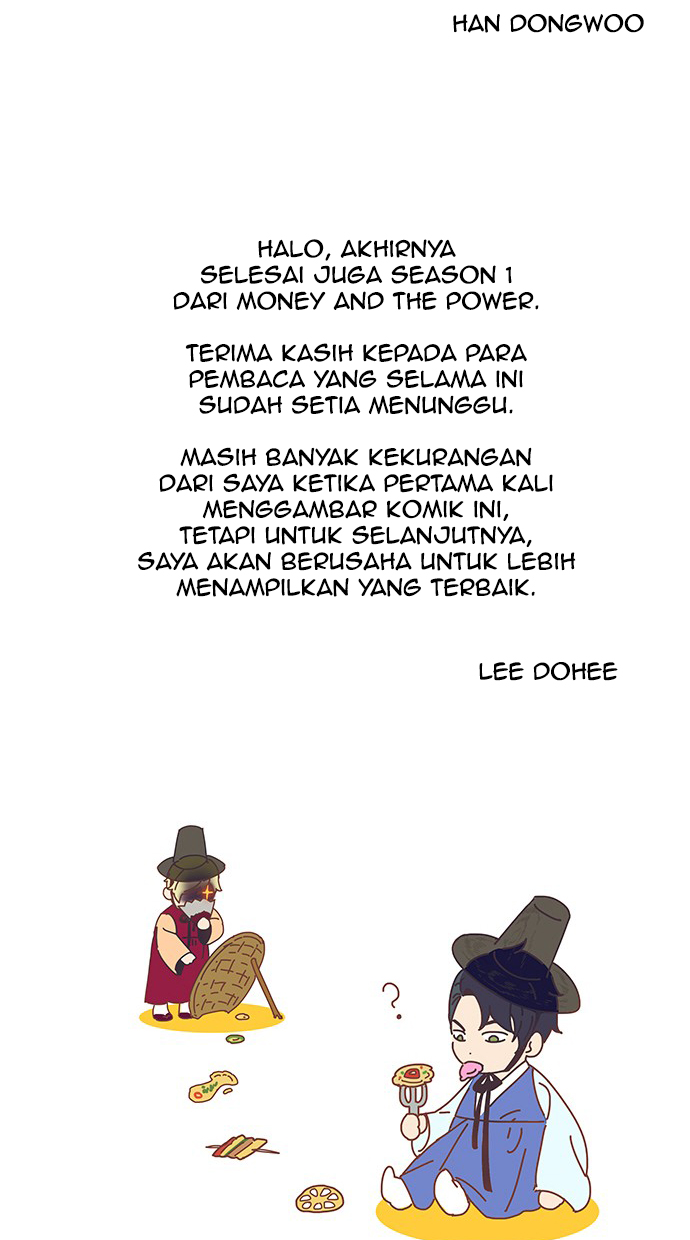 HAN DONGWOO
HALO, AKHIRNYA
SELESAI JUGA SEASON 1
DARI MONEY AND THE POWER.
TERIMA KASIH KEPADA PARA
PEMBACA YANG SELAMA INI
SUDAH SETIA MENUNGGU.
MASIH BANYAK KEKURANGAN
DARI SAYA KETIKA PERTAMA KALI
MENGGAMBAR KOMIK INI,
TETAPI UNTUK SELANJUTNYA,
SAYA AKAN BERUSAHA UNTUK LEBIH
MENAMPILKAN YANG TERBAIK.
LEE DOHEE
?